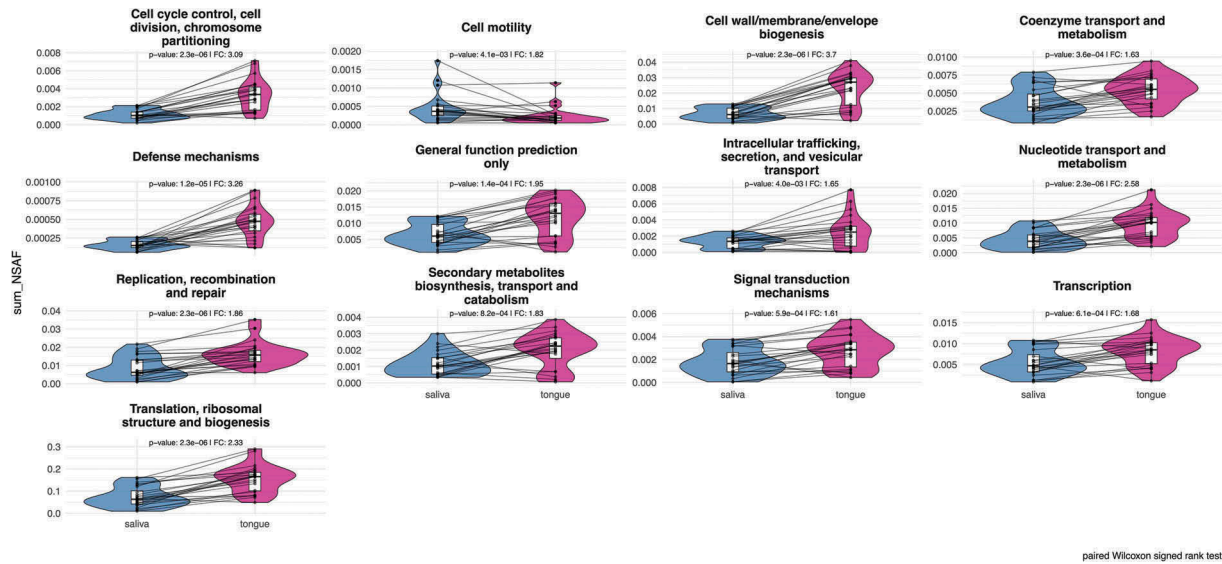 Cell cycle control, cell
division, chromosome
partitioning
p-value: 2.3e-06 | FC: 3.09
0.008
0.006
0.004
0.002
0.000
Cell motility
p-value: 4.1e-03 | FC: 1.82
0.0020
0.0015
0.0010
0.0005
0.0000
Cell wall/membrane/envelope
biogenesis
p-value: 2.3e-06 | FC: 3.7
0.04
0.03
0.02
0.01
0.00
Coenzyme transport and
metabolism
p-value: 3.6e-04 | FC: 1.63
0.0100
0.0075
0.0050
0.0025
Defense mechanisms
p-value: 1.2e-05 | FC: 3.26
0.00100
0.00075
0.00050
0.00025
General function prediction
only
p-value: 1.4e-04 | FC: 1.95
0.020
0.015
0.010
0.005
Intracellular trafficking,
secretion, and vesicular
transport
p-value: 4.0e-03 | FC: 1.65
0.008
0.006
0.004
0.002
0.000
Nucleotide transport and
metabolism
p-value: 2.3e-06 | FC: 2.58
0.020
0.015
0.010
0.005
0.000
sum_NSAF
Replication, recombination
and repair
p-value: 2.3e-06 | FC: 1.86
0.04
0.03
0.02
0.01
0.00
Secondary metabolites
biosynthesis, transport and
catabolism
p-value: 8.2e-04 | FC: 1.83
0.004
0.003
0.002
0.001
0.000
saliva
tongue
Signal transduction
mechanisms
p-value: 5.9e-04 | FC: 1.61
0.006
0.004
0.002
0.000
saliva
tongue
Transcription
p-value: 6.1e-04 | FC: 1.68
0.015
0.010
0.005
saliva
tongue
Translation, ribosomal
structure and biogenesis
p-value: 2.3e-06 | FC: 2.33
0.3
0.2
0.1
0.0
saliva
tongue
paired Wilcoxon signed rank test